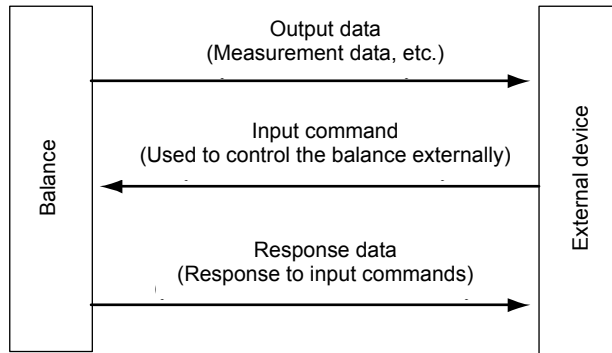 Output data
(Measurement data, etc.)
Input command
(Used to control the balance externally)
Balance
External device
Response data
(Response to input commands)